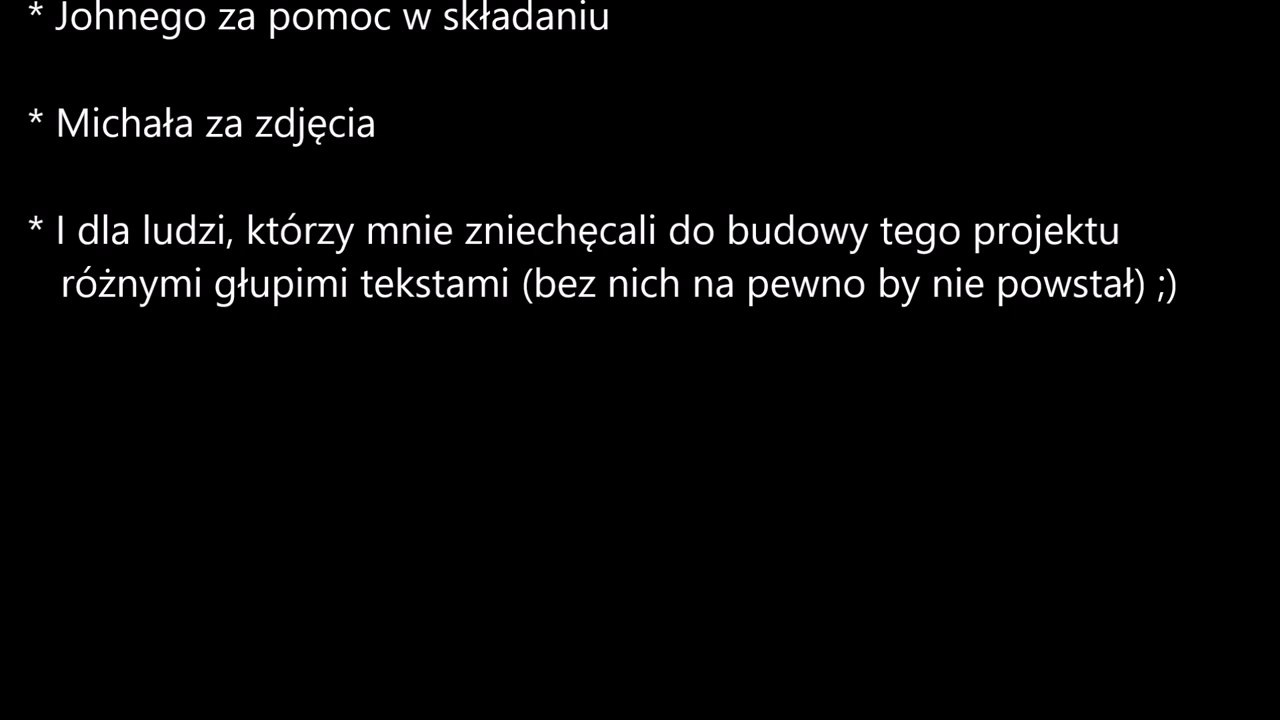 * Johnego za pomoc w składaniu
* Michała za zdjęcia
* I dla ludzi, którzy mnie zniechęcali do budowy tego projektu
różnymi głupimi tekstami (bez nich na pewno by nie powstał) ;)